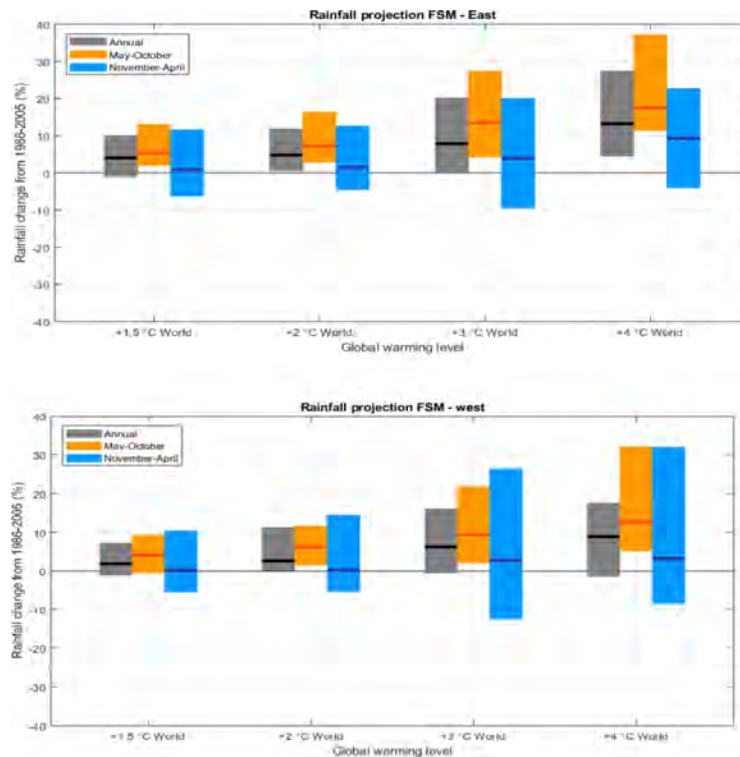 Rainfall projection FSM - East
Rainfall change from 1986-2005 (%)
40
30
20
10
0
-10
-20
-30
-40
Annual
May-October
November-April
+1.5 °C World
+2 °C World
+3 °C World
+4 °C World
Global warming level
Rainfall projection FSM - west
Rainfall change from 1986-2005 (%)
40
30
20
10
0
-10
-20
-30
-40
Annual
May-October
November-April
+1.5 °C World
+2 °C World
+3 °C World
+4 °C World
Global warming level